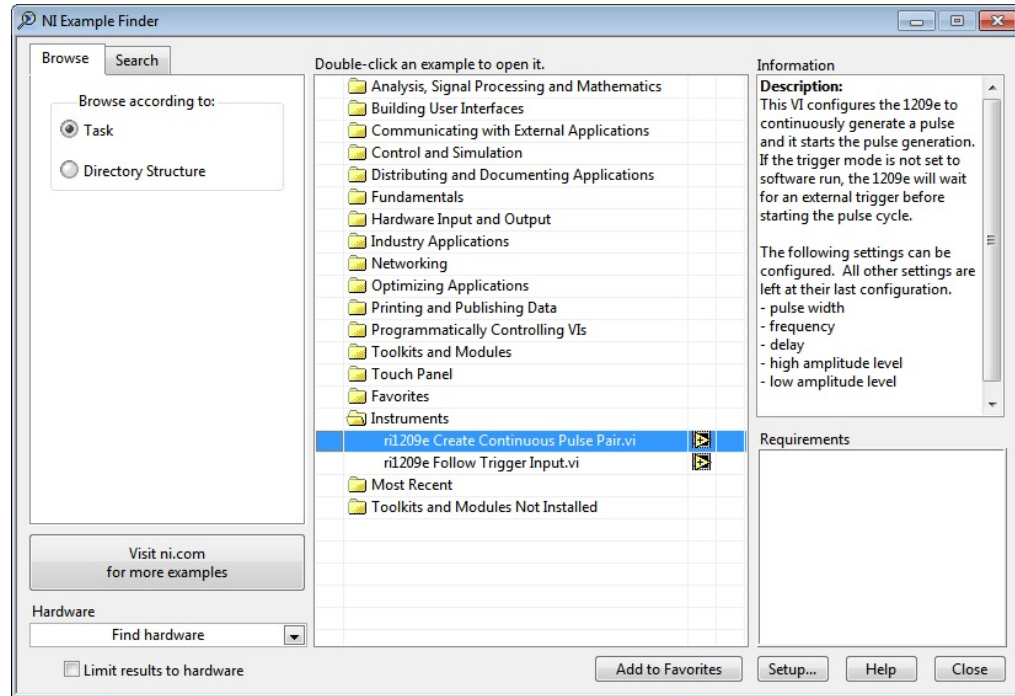 NI Example Finder
Browse
Search
Browse according to:
Task
Directory Structure
Visit ni.com
for more examples
Hardware
Find hardware
Limit results to hardware
Double-click an example to open it.
Analysis, Signal Processing and Mathematics
Building User Interfaces
Communicating with External Applications
Control and Simulation
Distributing and Documenting Applications
Fundamentals
Hardware Input and Output
Industry Applications
Networking
Optimizing Applications
Printing and Publishing Data
Programmatically Controlling VIs
Toolkits and Modules
Touch Panel
Favorites
Instruments
ri1209e Create Continuous Pulse Pair.vi
ri1209e Follow Trigger Input.vi
Most Recent
Toolkits and Modules Not Installed
Add to Favorites
Information
Description:
This VI configures the 1209e to
continuously generate a pulse
and it starts the pulse generation.
If the trigger mode is not set to
software run, the 1209e will wait
for an external trigger before
starting the pulse cycle.
The following settings can be
configured.  All other settings are
left at their last configuration.
- pulse width
- frequency
- delay
- high amplitude level
- low amplitude level
Requirements
Setup...
Help
Close